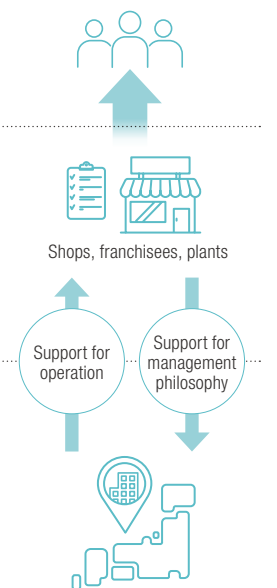 Shops, franchisees, plants
Support for
operation
Support for
management
philosophy